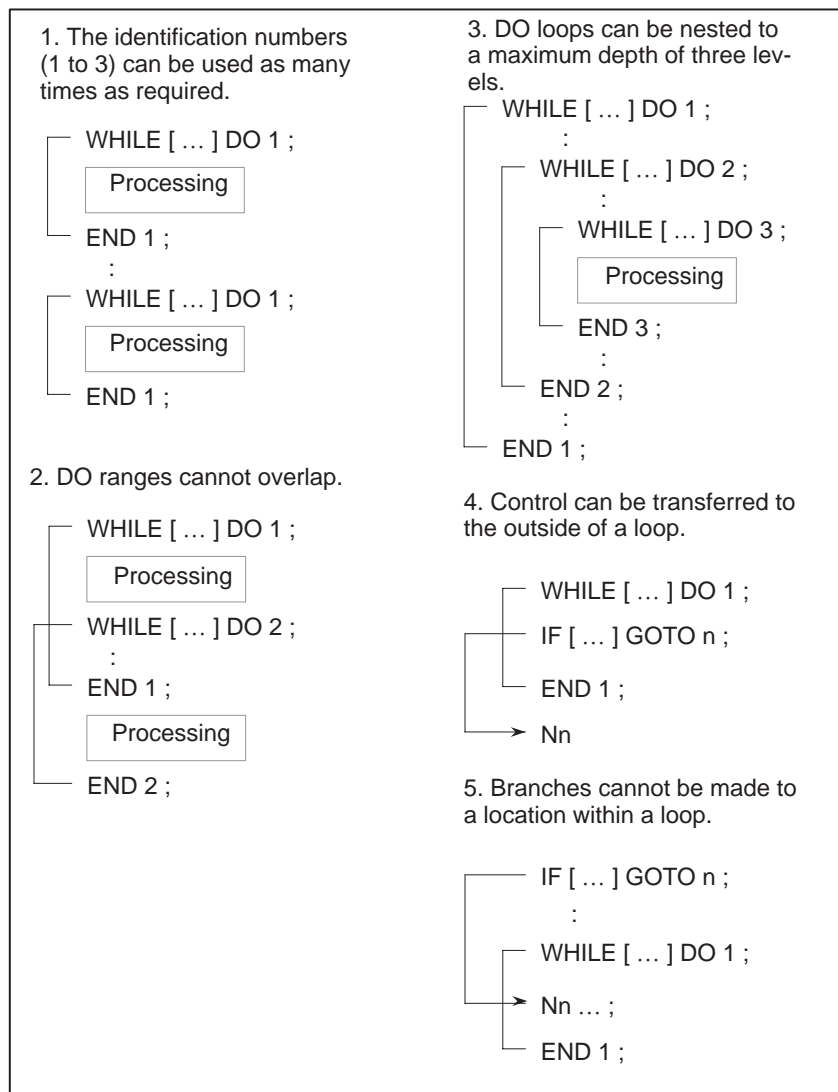 1. The identification numbers
(1 to 3) can be used as many
times as required.
WHILE [ … ] DO 1 ;
Processing
END 1 ;
:
WHILE [ … ] DO 1 ;
Processing
END 1 ;
2. DO ranges cannot overlap.
WHILE [ … ] DO 1 ;
Processing
WHILE [ … ] DO 2 ;
:
END 1 ;
Processing
END 2 ;
3. DO loops can be nested to
a maximum depth of three lev-
els.
WHILE [ … ] DO 1 ;
:
WHILE [ … ] DO 2 ;
:
WHILE [ … ] DO 3 ;
Processing
END 3 ;
:
END 2 ;
:
END 1 ;
4. Control can be transferred to
the outside of a loop.
WHILE [ … ] DO 1 ;
IF [ … ] GOTO n ;
END 1 ;
Nn
5. Branches cannot be made to
a location within a loop.
IF [ … ] GOTO n ;
:
WHILE [ … ] DO 1 ;
Nn … ;
END 1 ;